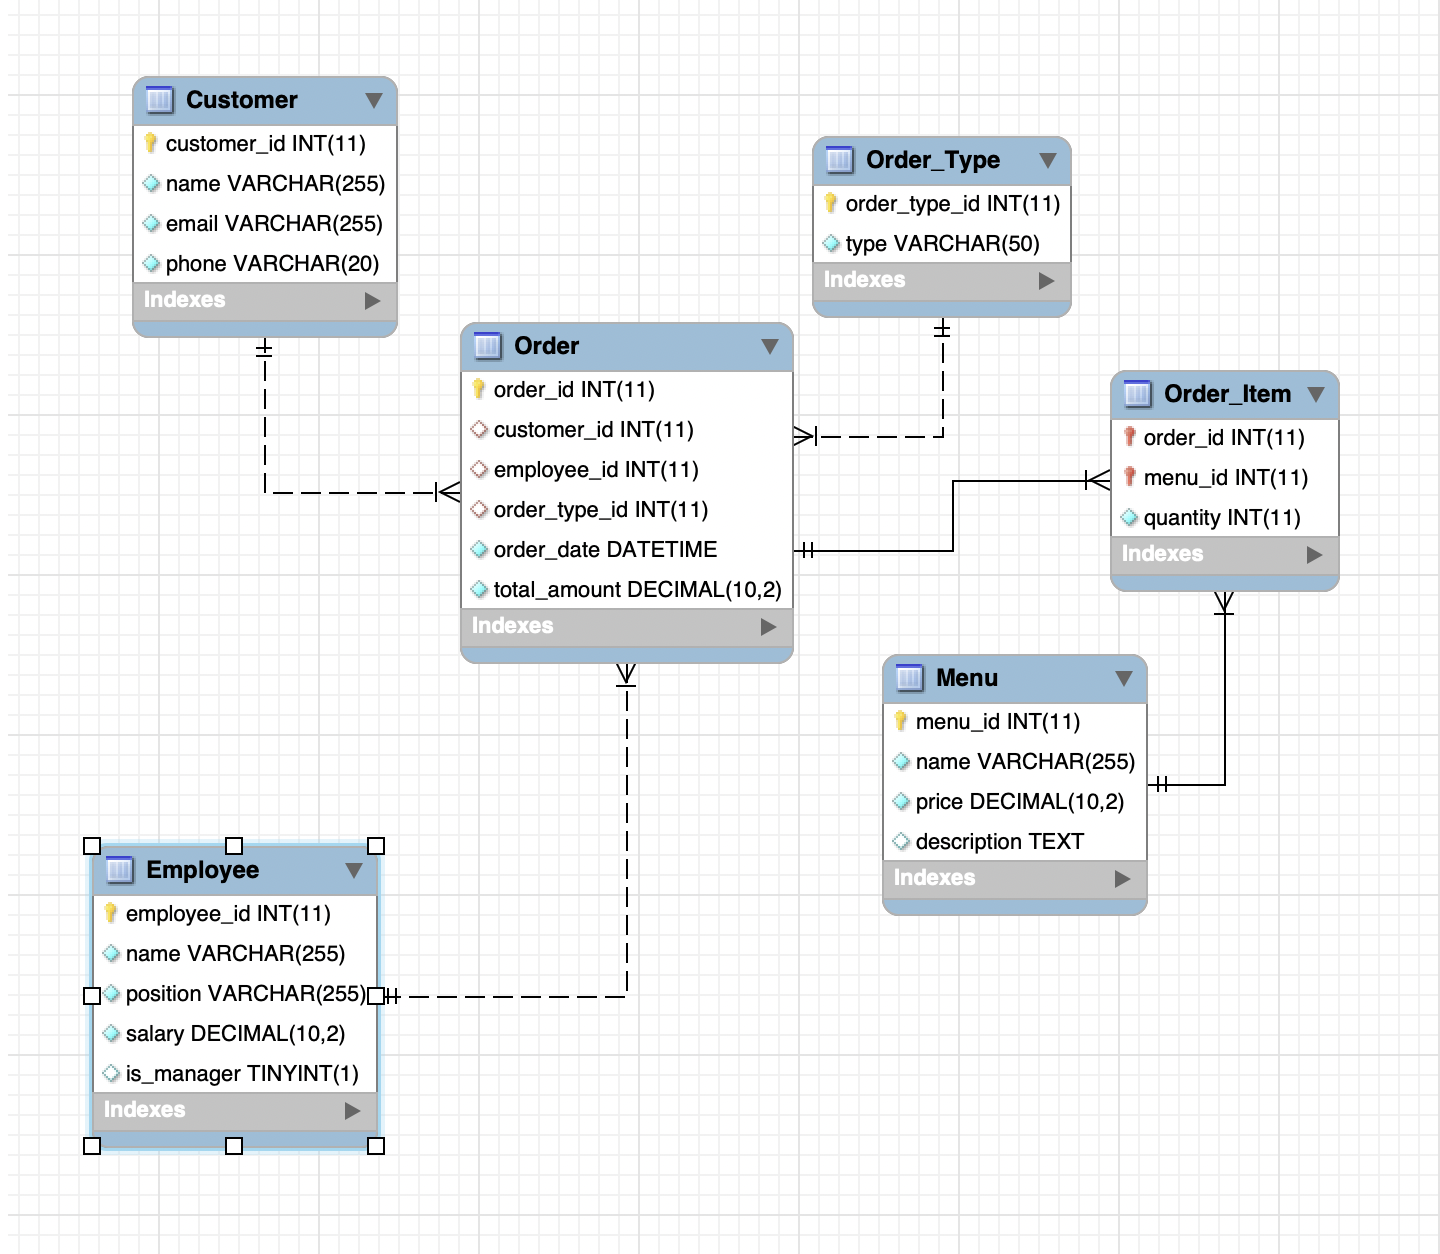 Customer
customer_id INT(11)
name VARCHAR(255)
email VARCHAR(255)
phone VARCHAR(20)
Indexes
Order_Type
order_type_id INT(11)
type VARCHAR(50)
Indexes
Order
order_id INT(11)
customer_id INT(11)
employee_id INT(11)
order_type_id INT(11)
order_date DATETIME
total_amount DECIMAL(10,2)
Indexes
Order_Item
order_id INT(11)
menu_id INT(11)
quantity INT(11)
Indexes
Menu
menu_id INT(11)
name VARCHAR(255)
price DECIMAL(10,2)
description TEXT
Indexes
Employee
employee_id INT(11)
name VARCHAR(255)
position VARCHAR(255)
salary DECIMAL(10,2)
is_manager TINYINT(1)
Indexes